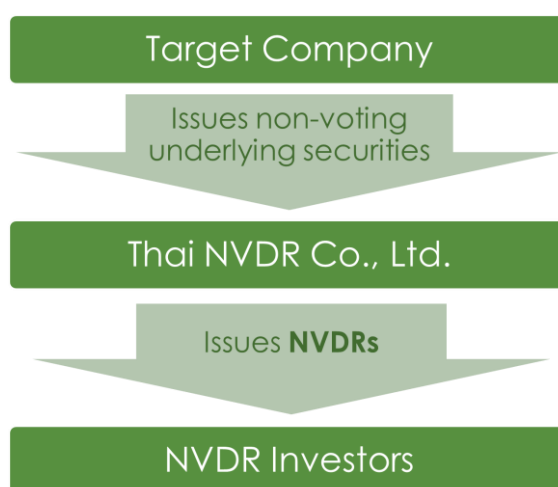 Target Company
Issues non-voting
underlying securities
Thai NVDR Co., Ltd.
Issues NVDRs
NVDR Investors